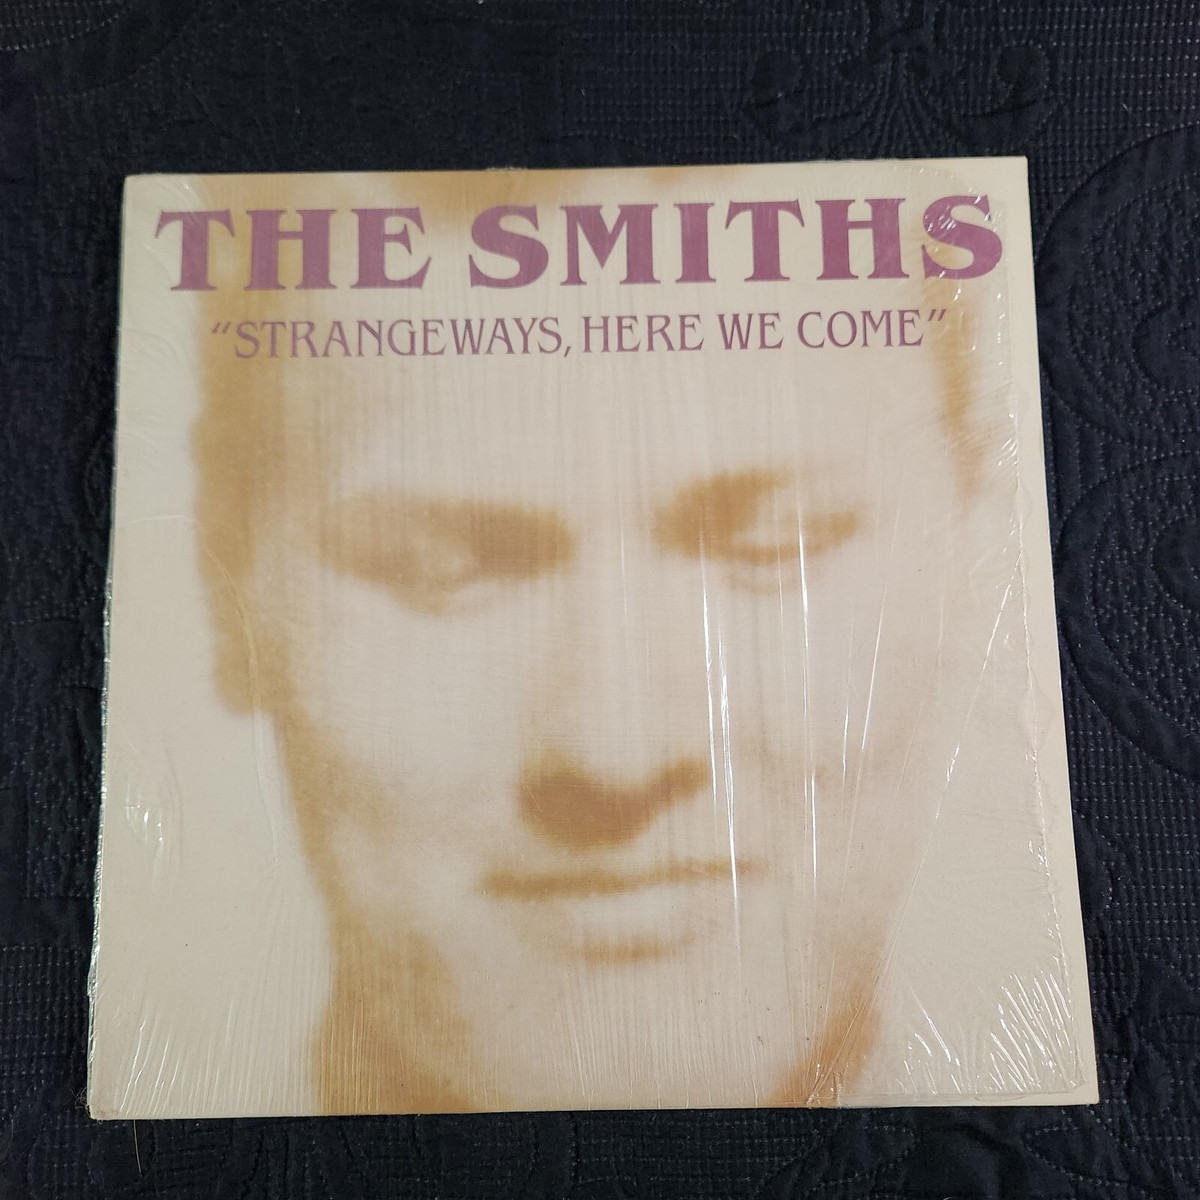 THE SMITHS
“STRANGEWAYS, HERE WE COME”